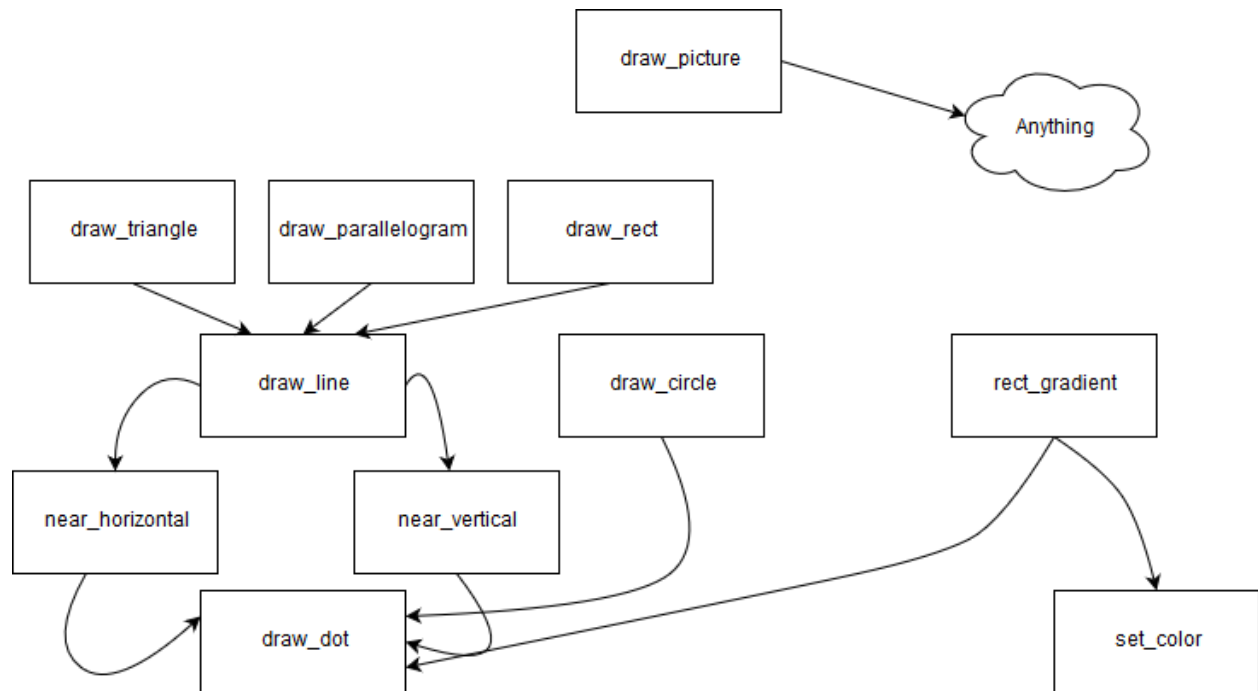 draw_picture
Anything
draw_triangle
draw_parallelogram
draw_rect
draw_line
draw_circle
rect_gradient
near_horizontal
near_vertical
draw_dot
set_color